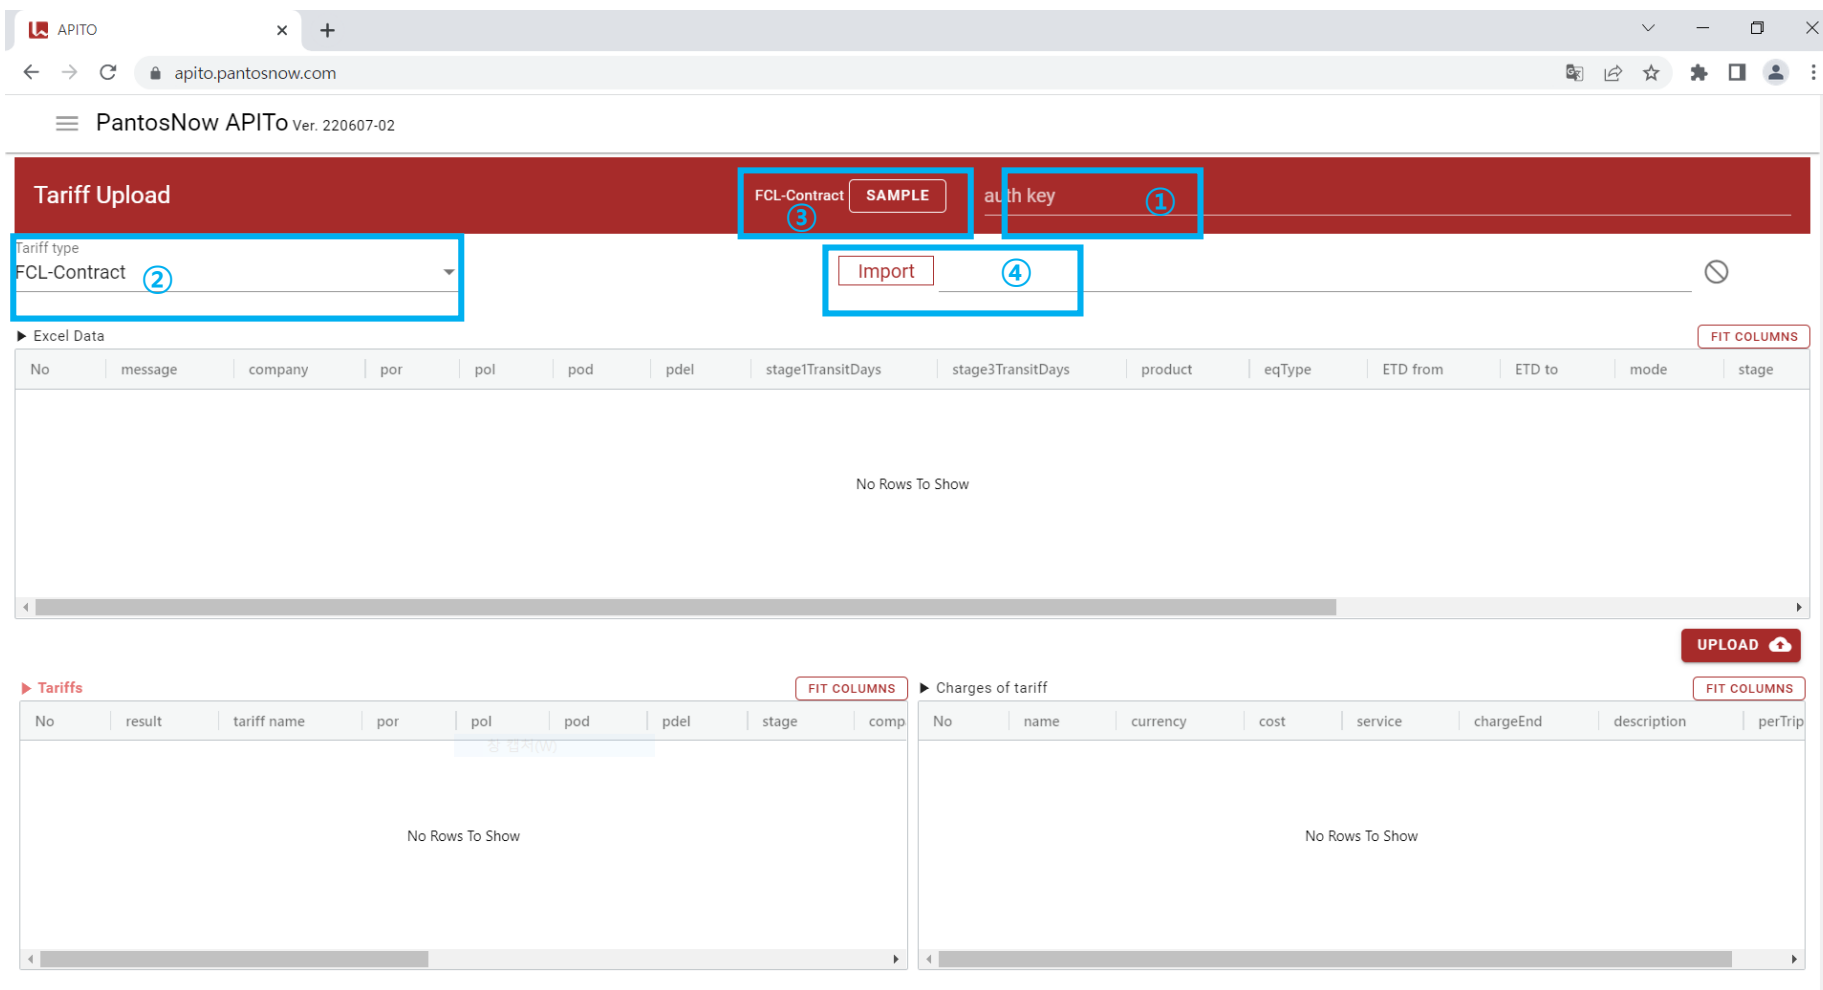 APITO
apito.pantosnow.com
PantosNow APITo Ver. 220607-02
Tariff Upload
FCL-Contract SAMPLE
③
auth key ①
Tariff type
FCL-Contract ②
Import ④
Excel Data
FIT COLUMNS
No message company por pol pod pdel stage1TransitDays stage3TransitDays product eqType ETD from ETD to mode stage
No Rows To Show
UPLOAD
Tariffs
FIT COLUMNS
No result tariff name por pol pod pdel stage comp
창 캡처(W)
No Rows To Show
Charges of tariff
FIT COLUMNS
No name currency cost service chargeEnd description perTrip
No Rows To Show